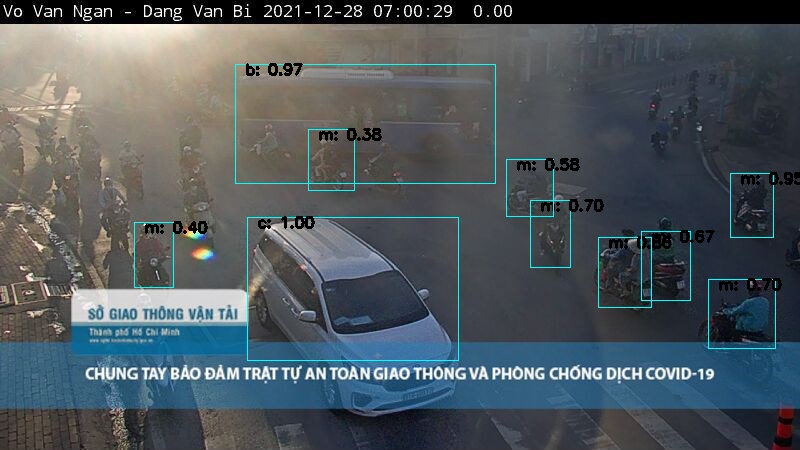 Vo Van Ngan - Dang Van Bi 2021-12-28 07:00:29 0.00
b: 0.97
m: 0.38
m: 0.58
m: 0.95
m: 0.70
m: 0.40
c: 1.00
0.67
m: 0.70
SỞ GIAO THÔNG VẬN TẢI
Thành phố Hồ Chí Minh
CHUNG TAY BẢO ĐẢM TRẬT TỰ AN TOÀN GIAO THÔNG VÀ PHÒNG CHỐNG DỊCH COVID-19